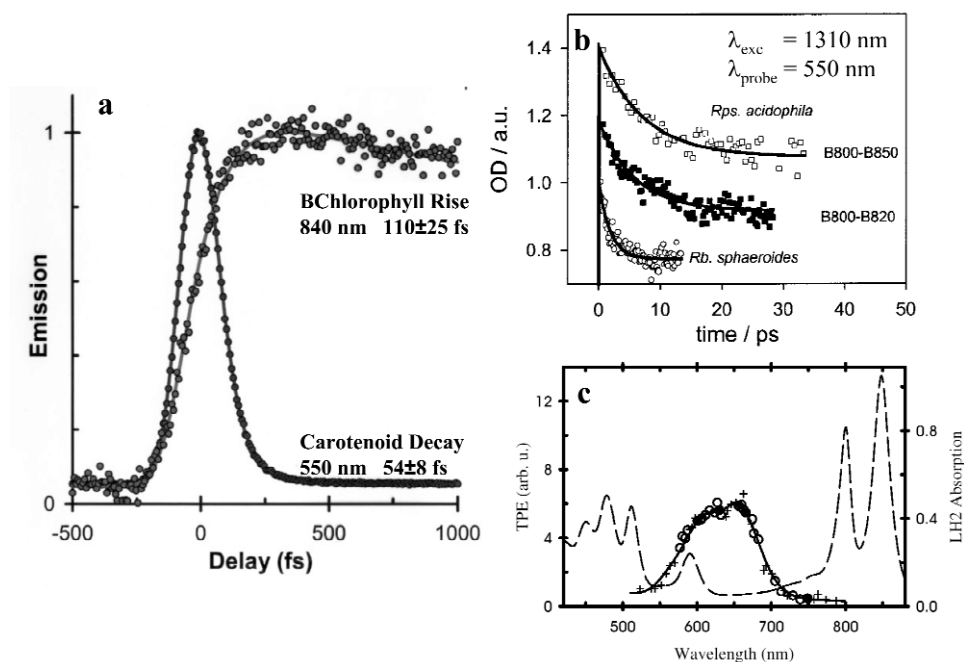 a
1
Emission
0
BChlorophyll Rise
840 nm 110±25 fs
Carotenoid Decay
550 nm 54±8 fs
-500 0 500 1000
Delay (fs)
b
λexc = 1310 nm
λprobe = 550 nm
1.4
1.2
1.0
0.8
OD / a.u.
Rps. acidophila
B800-B850
B800-B820
Rb. sphaeroides
0 10 20 30 40 50
time / ps
c
12
8
4
0
TPE (arb. u.)
0.8
0.4
0.0
LH2 Absorption
500 600 700 800
Wavelength (nm)